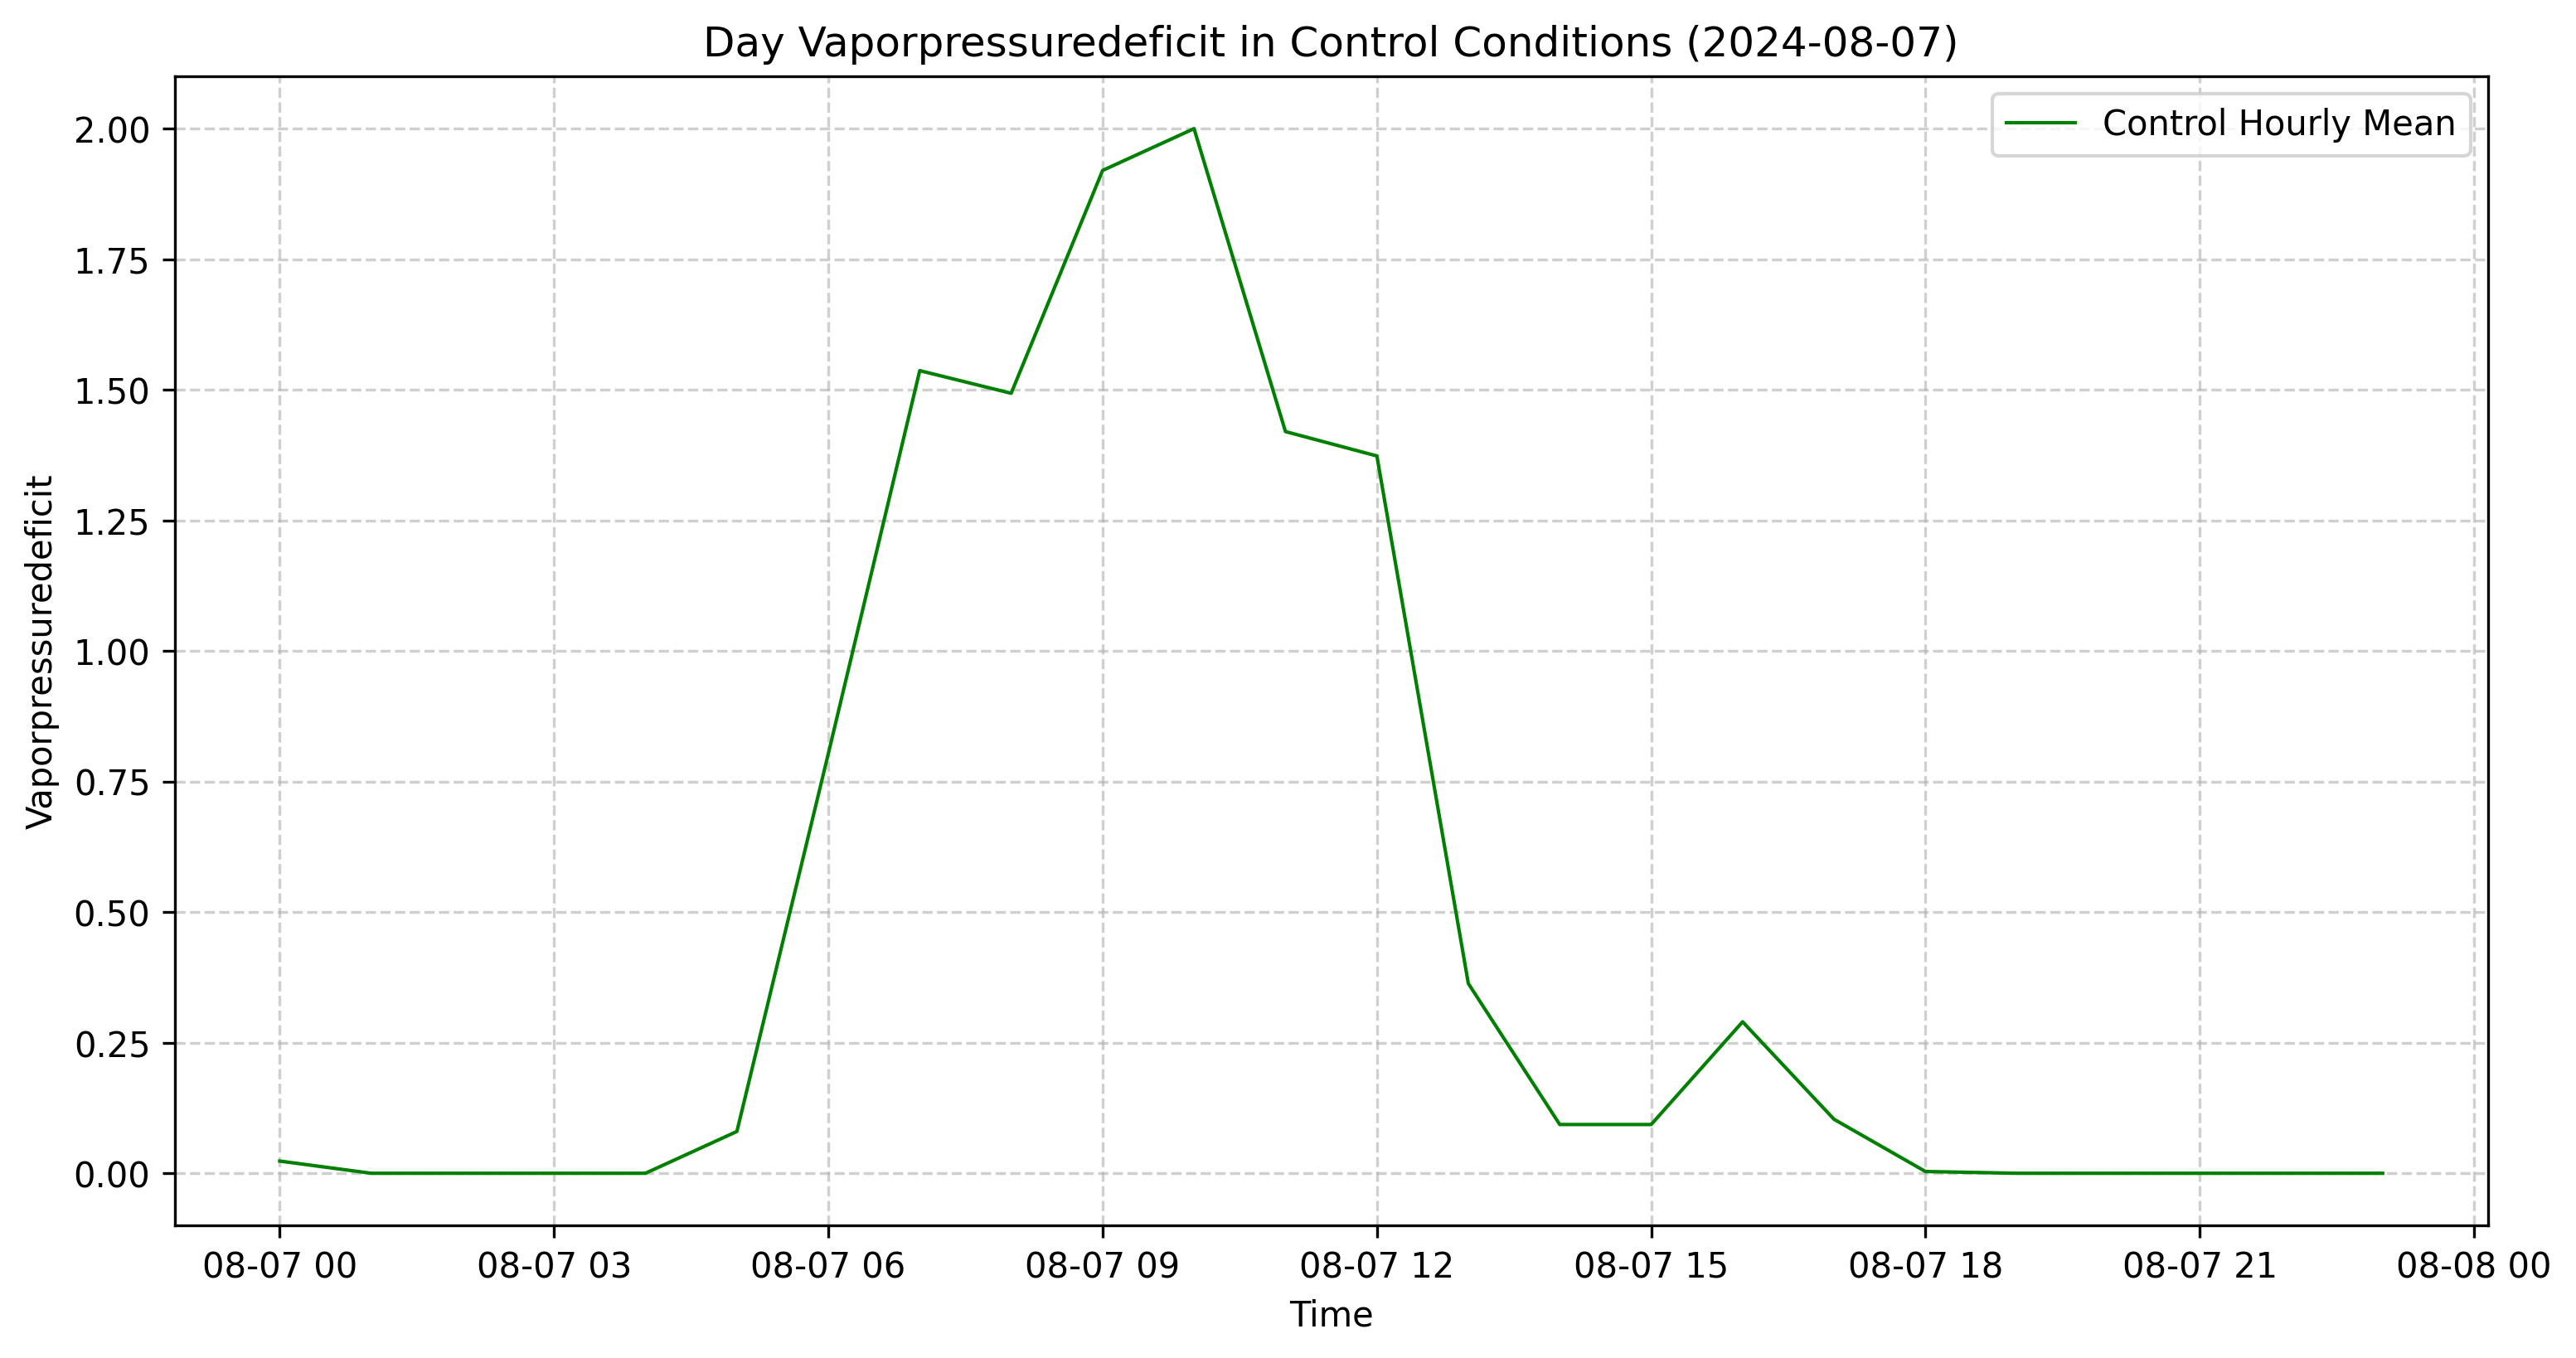 Day Vaporpressuredeficit in Control Conditions (2024-08-07)
Control Hourly Mean
2.00
1.75
1.50
1.25
1.00
0.75
0.50
0.25
0.00
Vaporpressuredeficit
08-07 00 08-07 03 08-07 06 08-07 09 08-07 12 08-07 15 08-07 18 08-07 21 08-08 00
Time